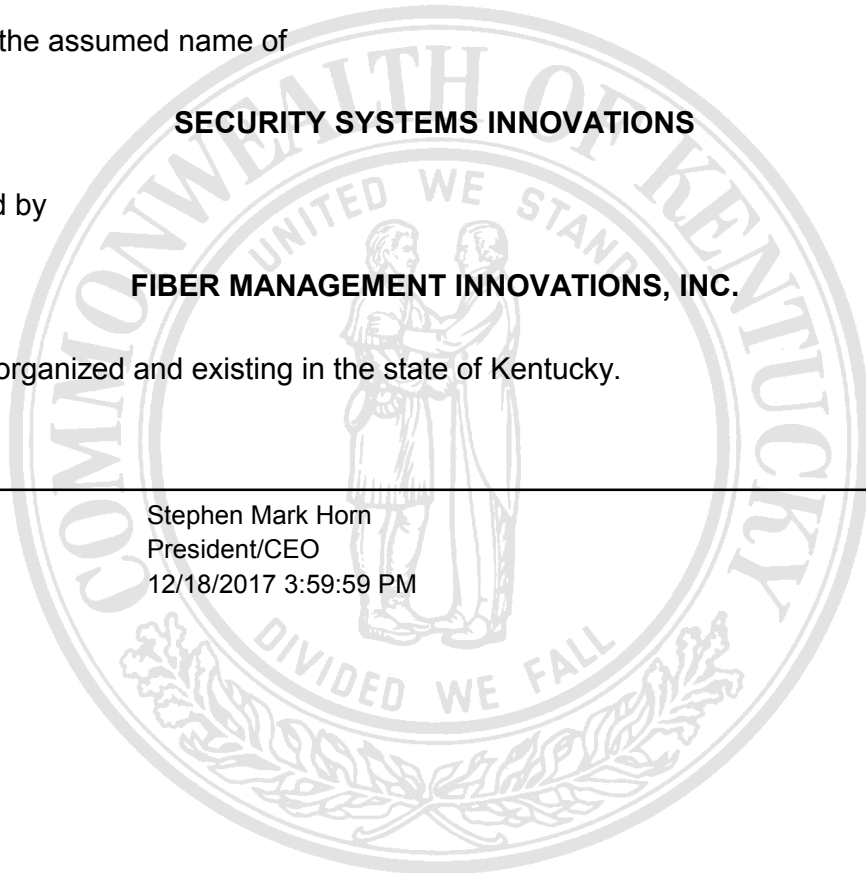 the assumed name of
SECURITY SYSTEMS INNOVATIONS
d by
FIBER MANAGEMENT INNOVATIONS, INC.
organized and existing in the state of Kentucky.
Stephen Mark Horn
President/CEO
12/18/2017 3:59:59 PM
COMMONWEALTH OF KENTUCKY
UNITED WE STAND
DIVIDED WE FALL